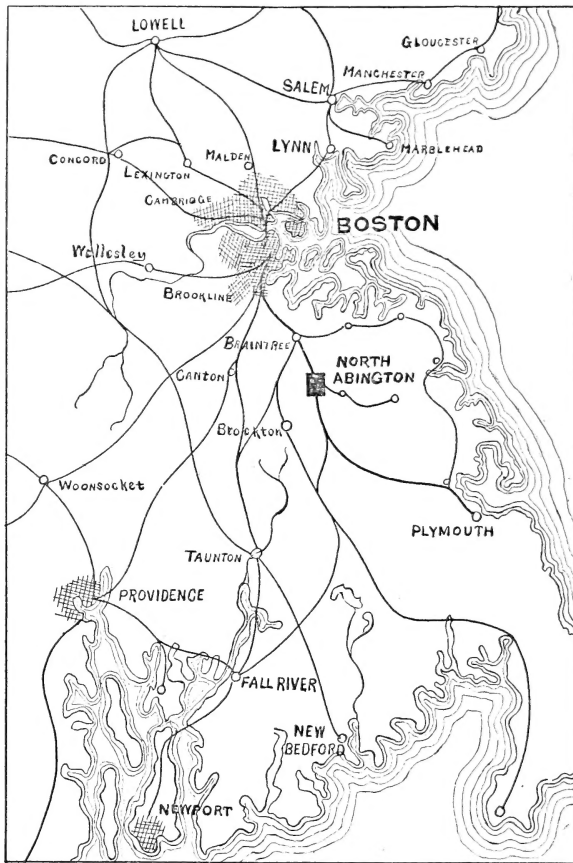 LOWELL
GLOUCESTER
MANCHESTER
SALEM
LYNN
MARBLEHEAD
CONCORD
LEXINGTON
MALDEN
CAMBRIDGE
BOSTON
Wellesley
BROOKLINE
BRAINTREE
CANTON
NORTH
ABINGTON
BROCKTON
WOONSOCKET
PLYMOUTH
TAUNTON
PROVIDENCE
FALL RIVER
NEW
BEDFORD
NEWPORT